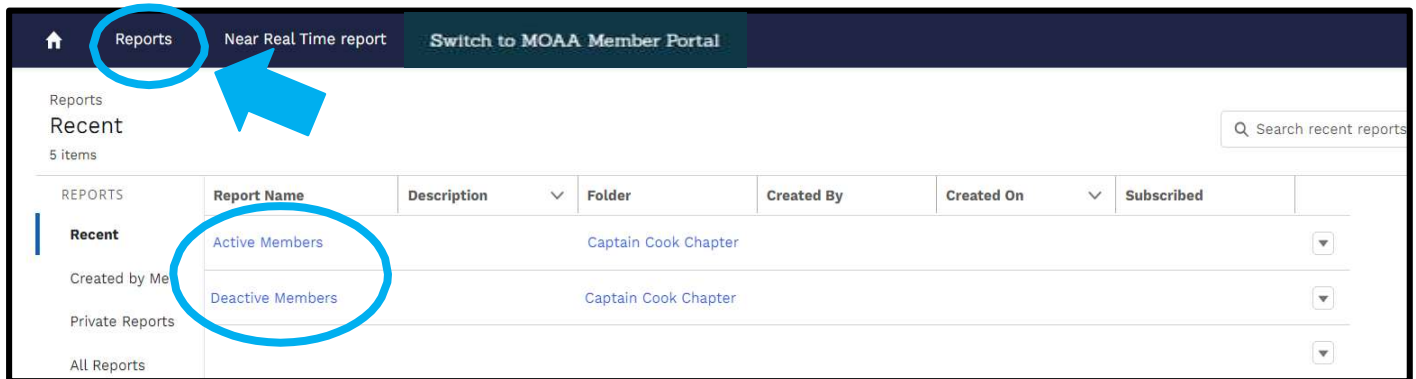 Reports Near Real Time report Switch to MOAA Member Portal
Reports
Recent
5 items
Search recent reports
REPORTS Report Name Description Folder Created By Created On Subscribed
Recent Active Members Captain Cook Chapter
Created by Me
Deactive Members Captain Cook Chapter
Private Reports
All Reports